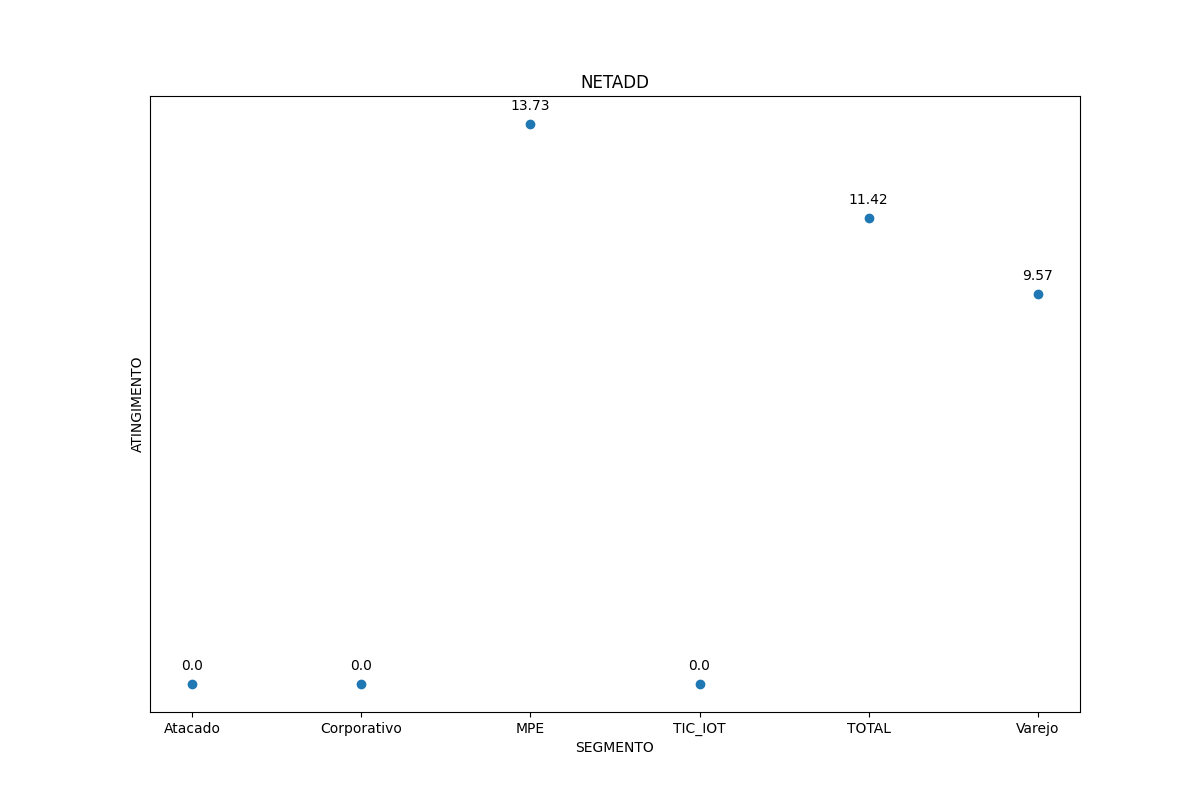 NETADD
13.73
11.42
9.57
ATINGIMENTO
0.0 0.0 0.0
Atacado Corporativo MPE TIC_IOT TOTAL Varejo
SEGMENTO